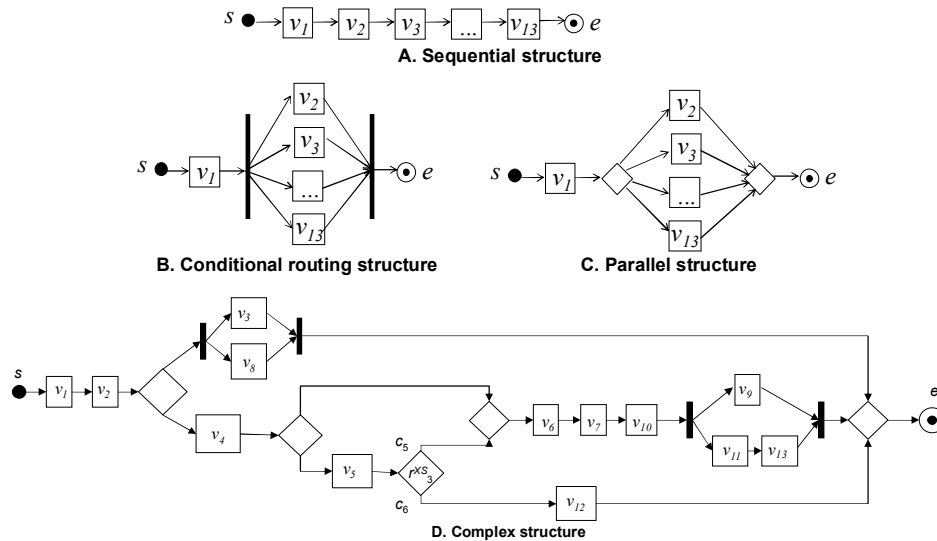 s v1 v2 v3 ... v13 e
A. Sequential structure
v2
v3
s v1 e
...
v13
B. Conditional routing structure
v2
v3
s v1 e
...
v13
C. Parallel structure
v3
s
v8
v1 v2
v9 e
v4 v6 v7 v10
c5 v11 v13
v5 rxs3
c6 v12
D. Complex structure